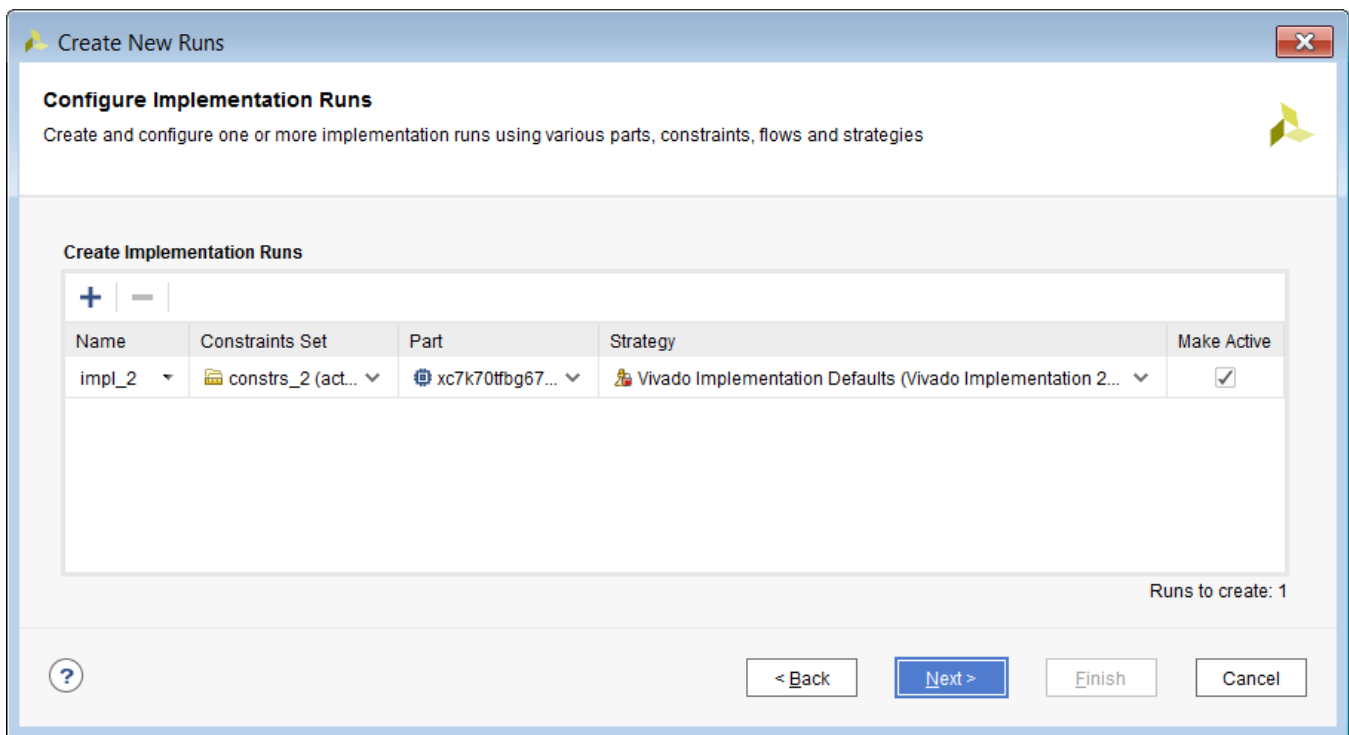 Create New Runs
Configure Implementation Runs
Create and configure one or more implementation runs using various parts, constraints, flows and strategies
Create Implementation Runs
Name Constraints Set Part Strategy Make Active
impl_2 constrs_2 (act... xc7k70tfbg67... Vivado Implementation Defaults (Vivado Implementation 2...
Runs to create: 1
? < Back Next > Finish Cancel